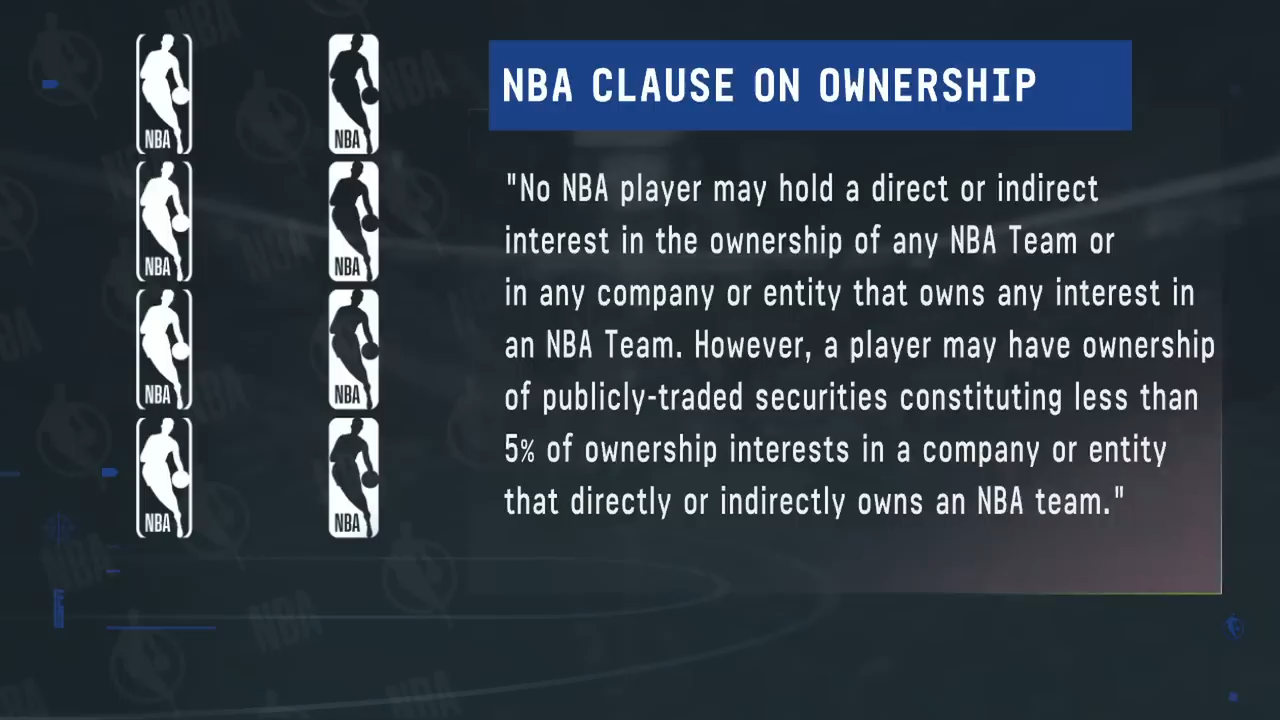 NBA CLAUSE ON OWNERSHIP
"No NBA player may hold a direct or indirect
interest in the ownership of any NBA Team or
in any company or entity that owns any interest in
an NBA Team. However, a player may have ownership
of publicly-traded securities constituting less than
5% of ownership interests in a company or entity
that directly or indirectly owns an NBA team."
NBA NBA
NBA NBA
NBA NBA
NBA NBA